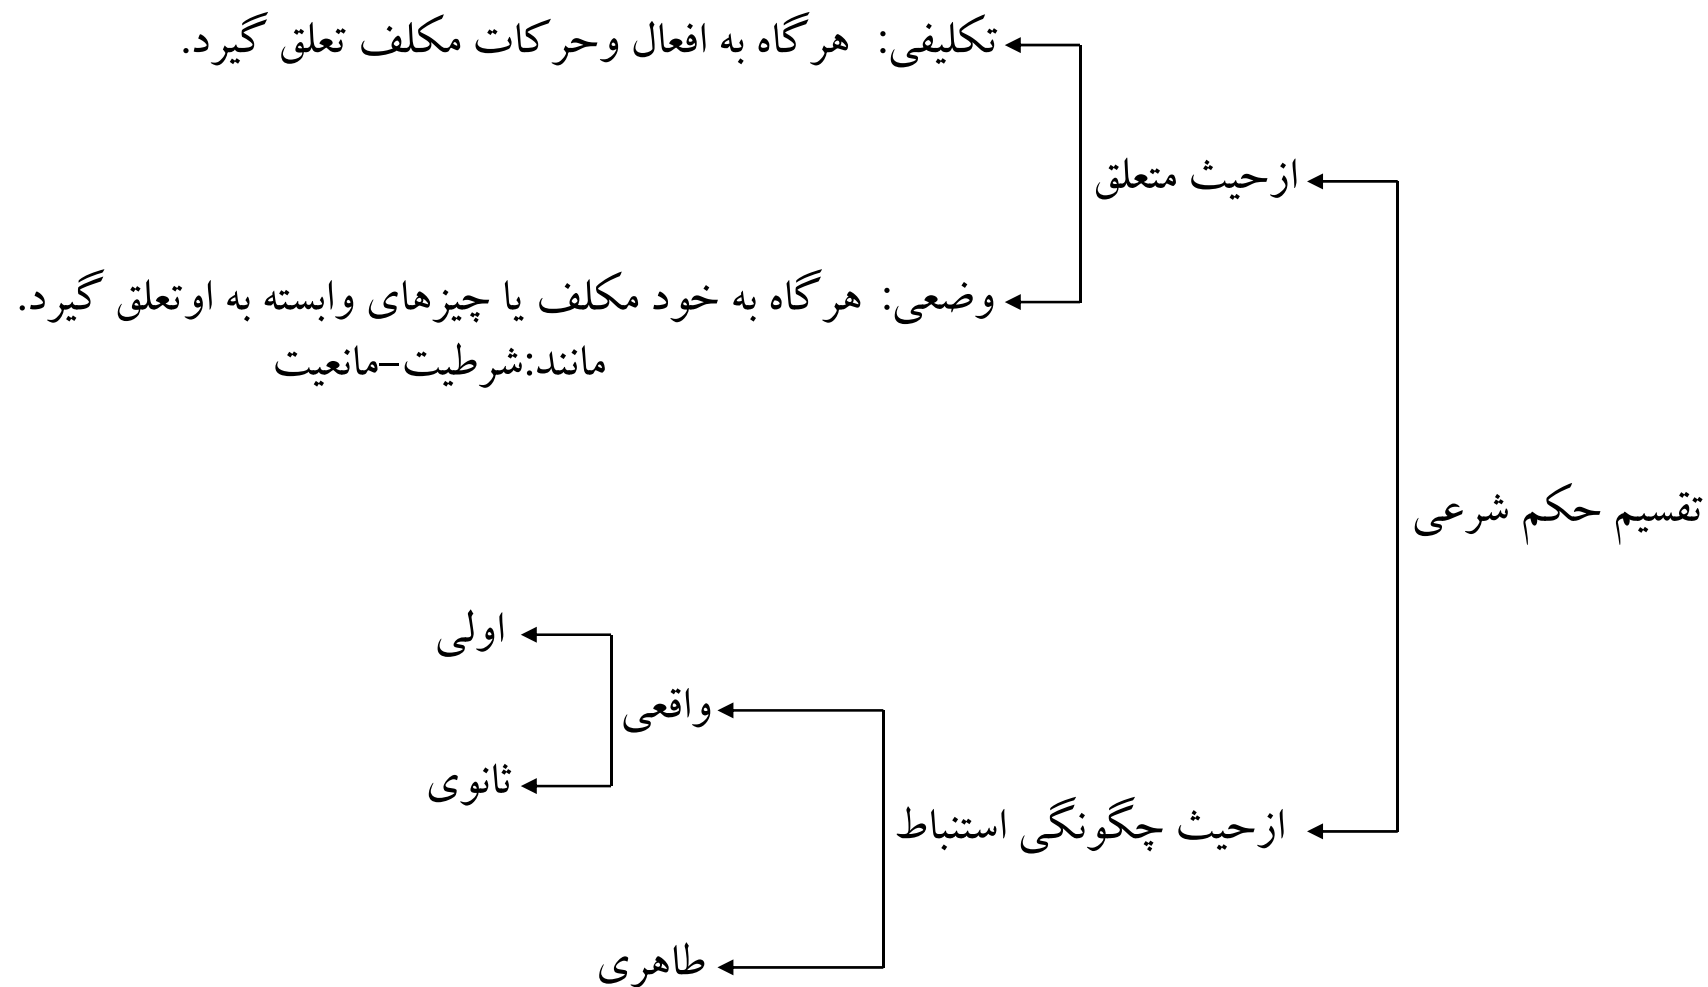 تکلیفی: هرگاه به افعال وحرکات مکلف تعلق گیرد.
ازحیث متعلق
وضعی: هرگاه به خود مکلف یا چیزهای وابسته به اوتعلق گیرد.
مانند:شرطیت–مانعیت
تقسیم حکم شرعی
اولی
واقعی
ثانوی
ازحیث چگونگی استنباط
طاهری